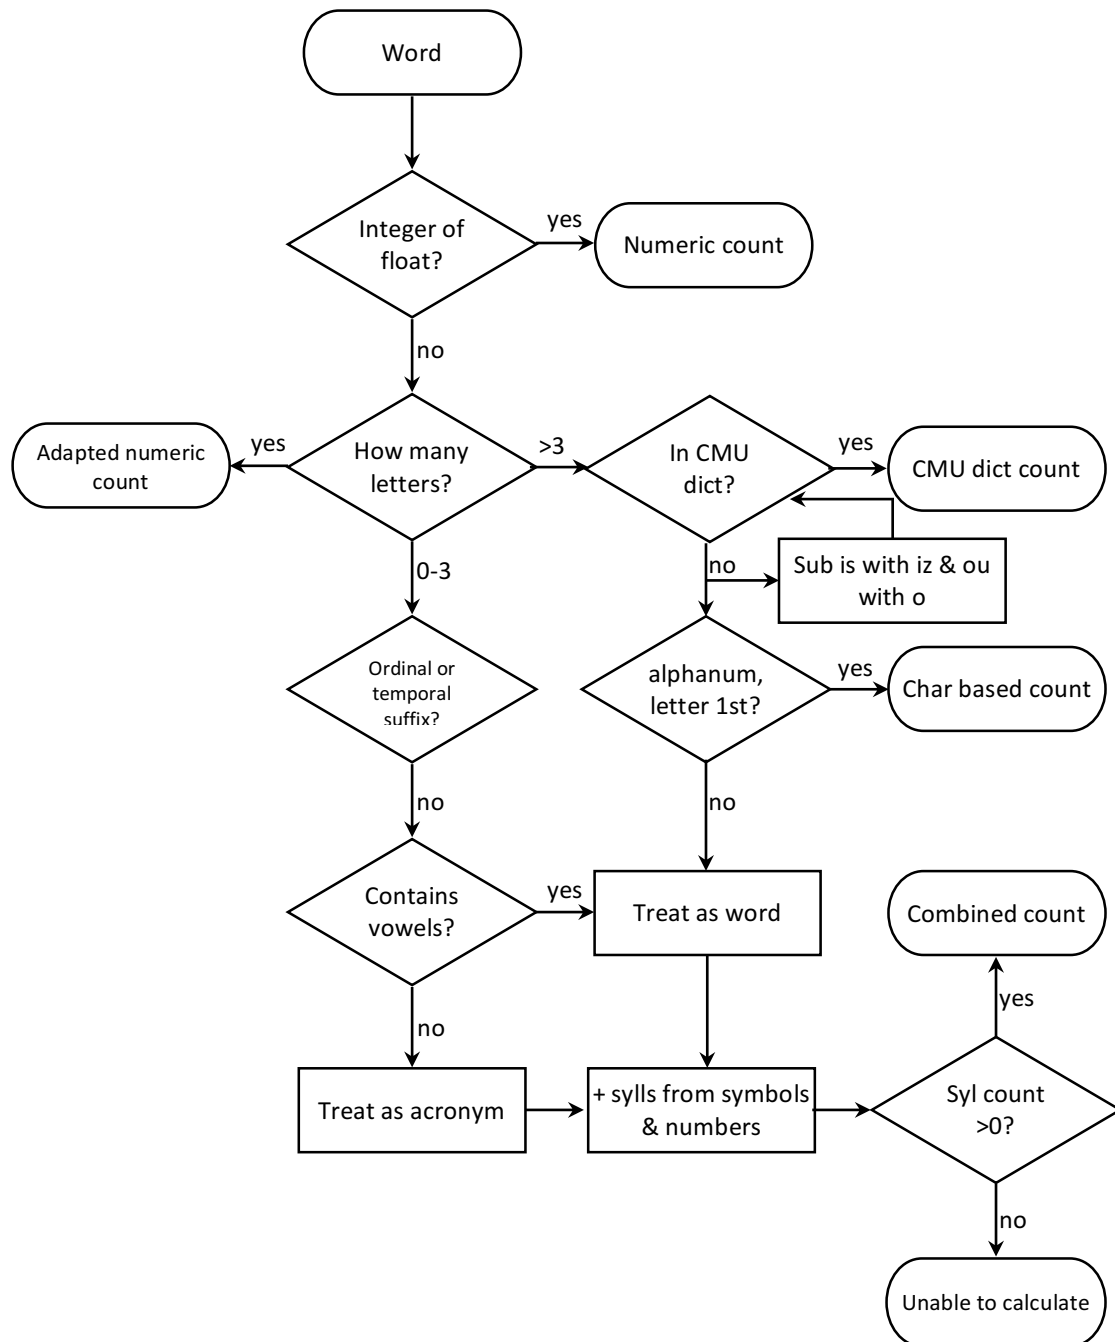 Word
Integer of
float?
yes
Numeric count
no
Adapted numeric
count
yes
How many
letters?
>3
In CMU
dict?
yes
CMU dict count
no
Sub is with iz & ou
with o
0-3
Ordinal or
temporal
suffix?
alphanum,
letter 1st?
yes
Char based count
no
no
Contains
vowels?
yes
Treat as word
Combined count
yes
no
Treat as acronym
+ sylls from symbols
& numbers
Syl count
>0?
no
Unable to calculate